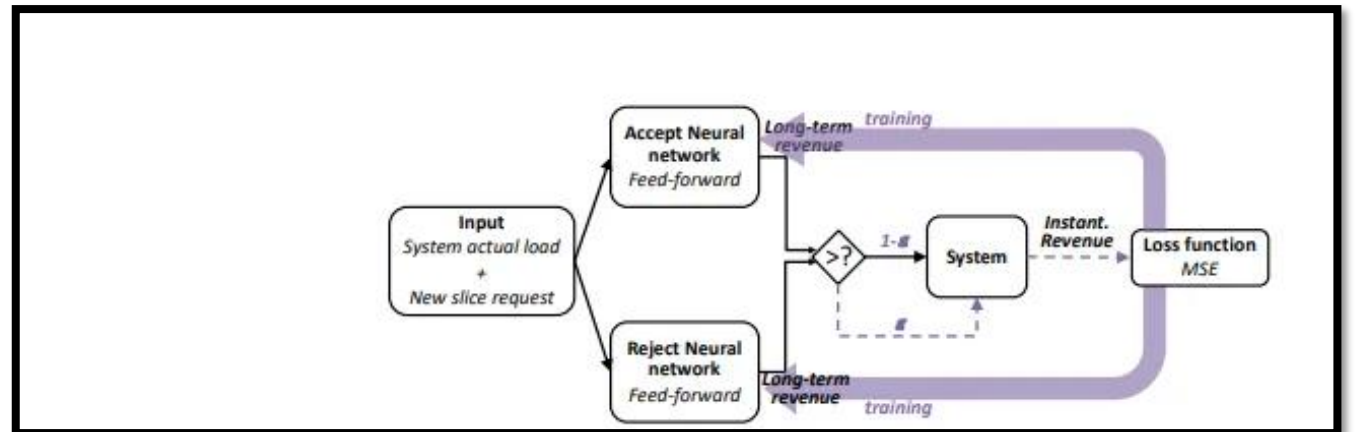 Accept Neural
network
Feed-forward
Long-term
revenue
training
Input
System actual load
+
New slice request
>?
1-
System
Instant.
Revenue
Loss function
MSE
Reject Neural
network
Feed-forward
Long-term
revenue
training